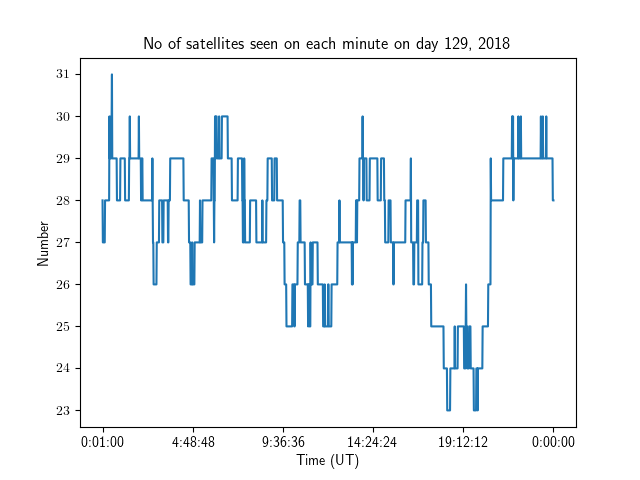 No of satellites seen on each minute on day 129, 2018
31
30
29
28
27
26
25
24
23
Number
0:01:00 4:48:48 9:36:36 14:24:24 19:12:12 0:00:00
Time (UT)